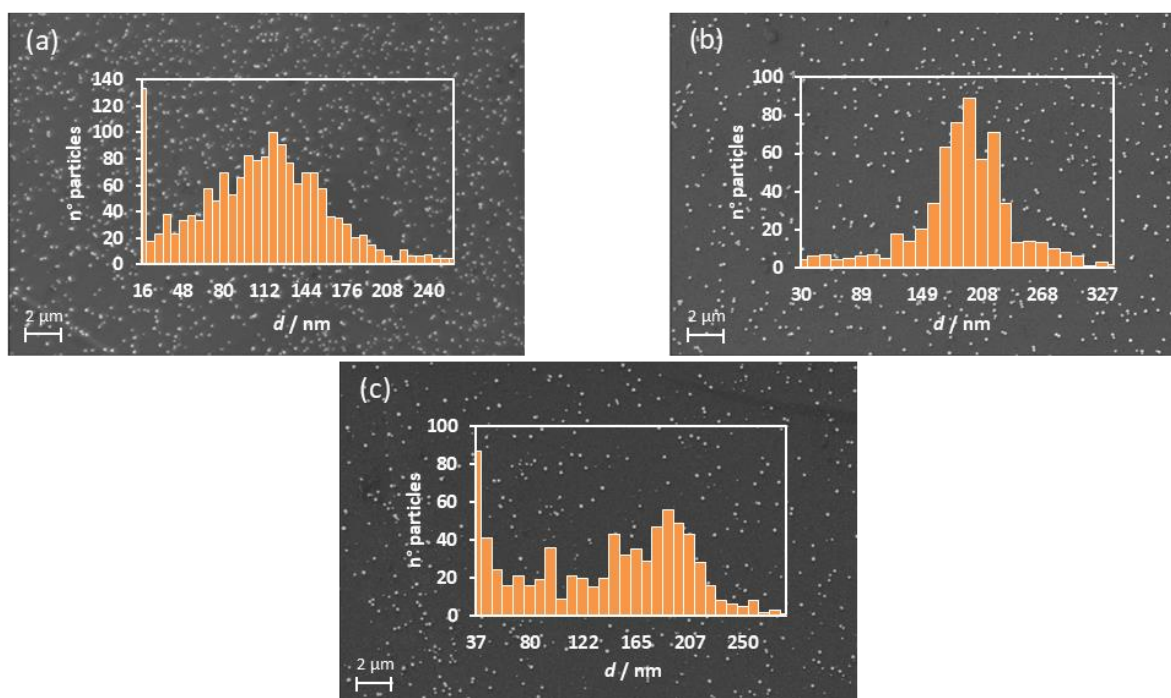 (a)
140
120
100
80
60
40
20
0
n° particles
16 48 80 112 144 176 208 240
d / nm
2 µm
(b)
100
80
60
40
20
0
n° particles
30 89 149 208 268 327
d / nm
2 µm
(c)
100
80
60
40
20
0
n° particles
37 80 122 165 207 250
d / nm
2 µm